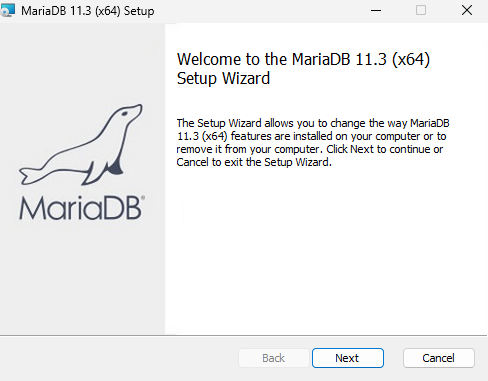 MariaDB 11.3 (x64) Setup
Welcome to the MariaDB 11.3 (x64)
Setup Wizard
The Setup Wizard allows you to change the way MariaDB
11.3 (x64) features are installed on your computer or to
remove it from your computer. Click Next to continue or
Cancel to exit the Setup Wizard.
MariaDB®
Back Next Cancel